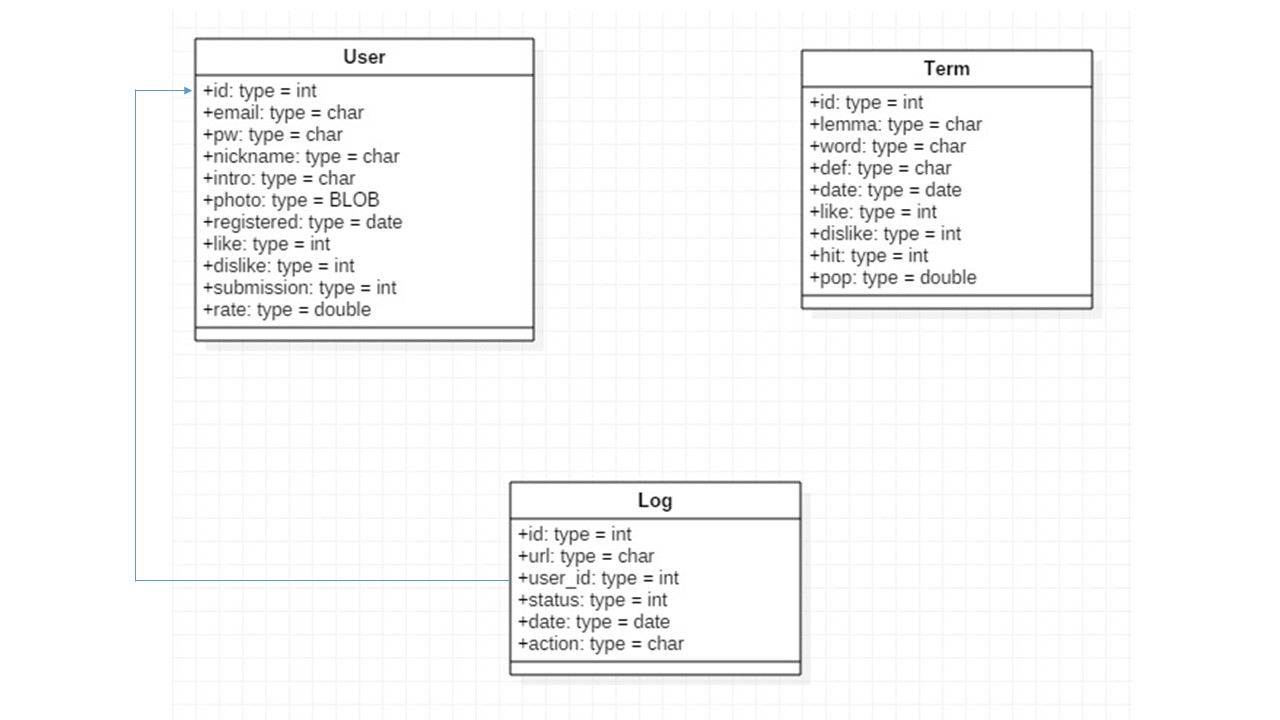 User
+id: type = int
+email: type = char
+pw: type = char
+nickname: type = char
+intro: type = char
+photo: type = BLOB
+registered: type = date
+like: type = int
+dislike: type = int
+submission: type = int
+rate: type = double
Term
+id: type = int
+lemma: type = char
+word: type = char
+def: type = char
+date: type = date
+like: type = int
+dislike: type = int
+hit: type = int
+pop: type = double
Log
+id: type = int
+url: type = char
+user_id: type = int
+status: type = int
+date: type = date
+action: type = char